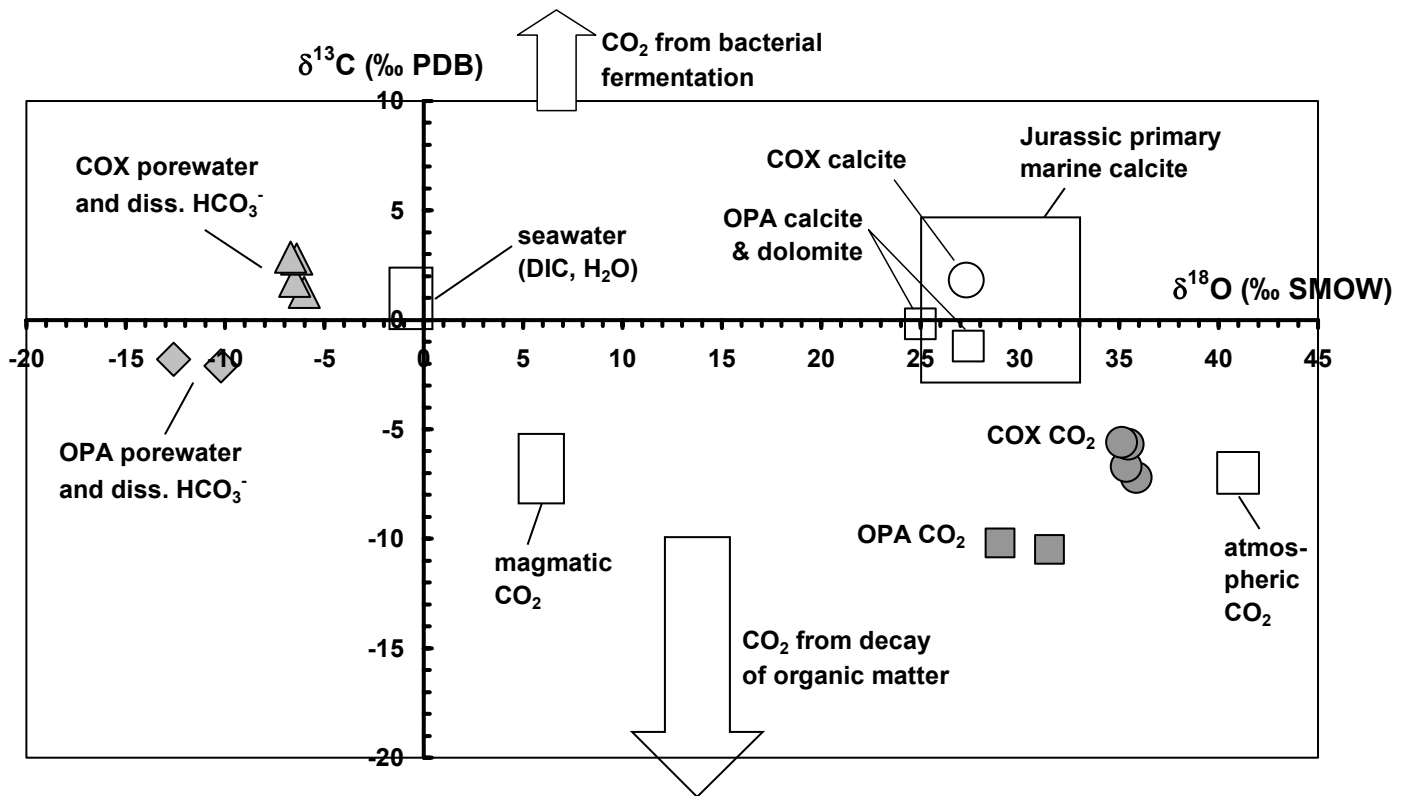 CO₂ from bacterial
fermentation
δ¹³C (‰ PDB)
10
Jurassic primary
marine calcite
COX calcite
COX porewater
and diss. HCO₃⁻
5
OPA calcite
& dolomite
seawater
(DIC, H₂O)
δ¹⁸O (‰ SMOW)
0
-20 -15 -10 -5 0 5 10 15 20 25 30 35 40 45
-5
COX CO₂
OPA porewater
and diss. HCO₃⁻
-10
OPA CO₂
magmatic
CO₂
atmos-
pheric
CO₂
-15
CO₂ from decay
of organic matter
-20